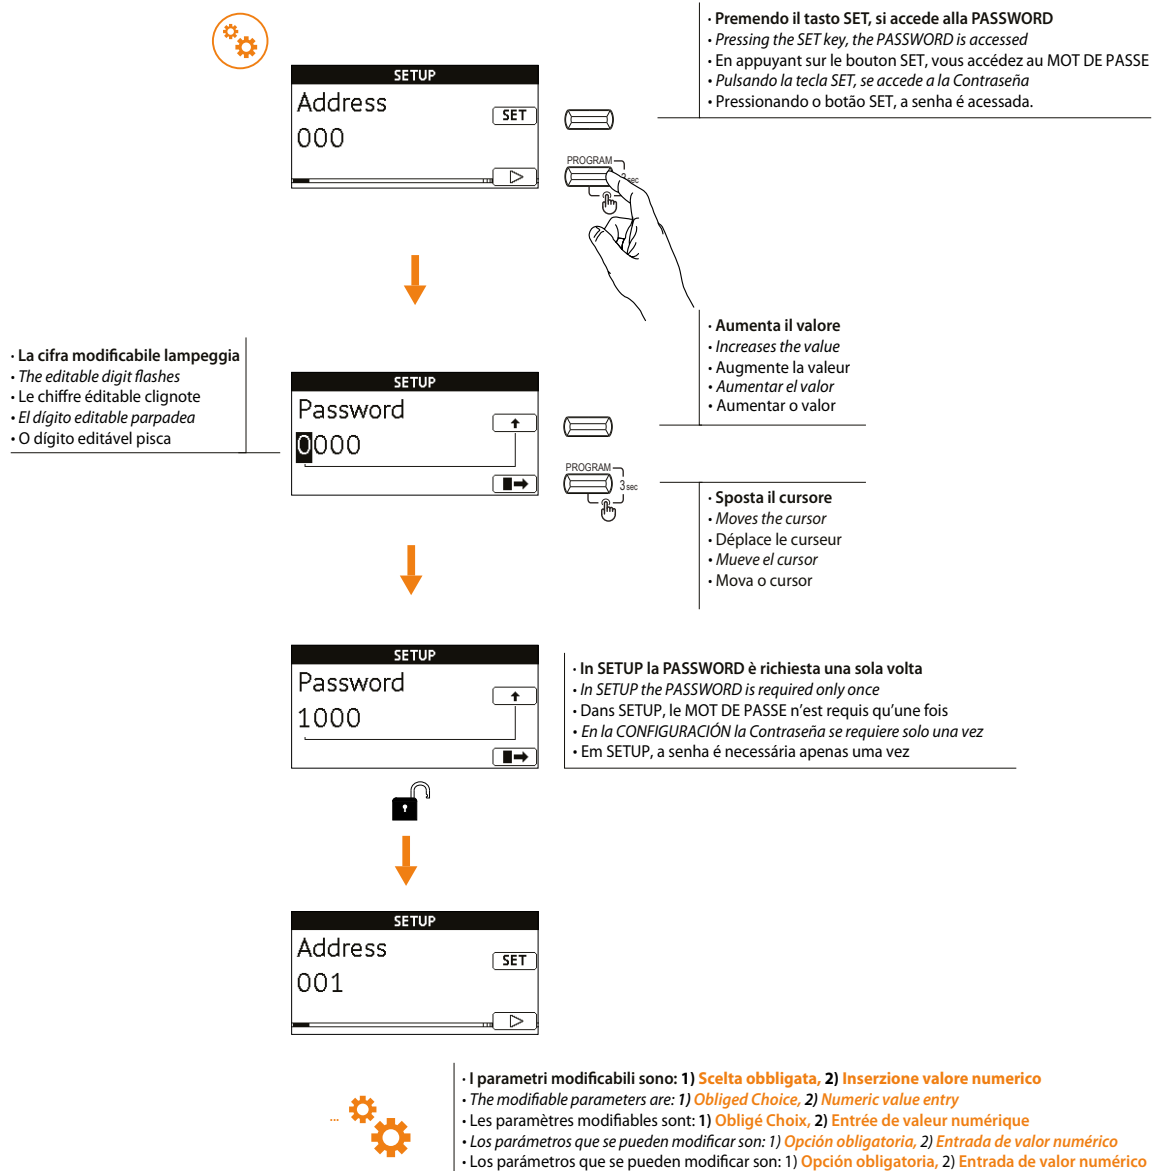 · Premendo il tasto SET, si accede alla PASSWORD
· Pressing the SET key, the PASSWORD is accessed
· En appuyant sur le bouton SET, vous accédez au MOT DE PASSE
· Pulsando la tecla SET, se accede a la Contraseña
· Pressionando o botão SET, a senha é acessada.
SETUP
Address
SET
000
PROGRAM
3 sec
· Aumenta il valore
· Increases the value
· Augmente la valeur
· Aumentar el valor
· Aumentar o valor
· La cifra modificabile lampeggia
· The editable digit flashes
· Le chiffre éditable clignote
· El dígito editable parpadea
· O dígito editável pisca
SETUP
Password
0000
PROGRAM
3 sec
· Sposta il cursore
· Moves the cursor
· Déplace le curseur
· Mueve el cursor
· Mova o cursor
SETUP
Password
1000
· In SETUP la PASSWORD è richiesta una sola volta
· In SETUP the PASSWORD is required only once
· Dans SETUP, le MOT DE PASSE n'est requis qu'une fois
· En la CONFIGURACIÓN la Contraseña se requiere solo una vez
· Em SETUP, a senha é necessária apenas uma vez
SETUP
Address
SET
001
...
· I parametri modificabili sono: 1) Scelta obbligata, 2) Inserzione valore numerico
· The modifiable parameters are: 1) Obliged Choice, 2) Numeric value entry
· Les paramètres modifiables sont: 1) Obligé Choix, 2) Entrée de valeur numérique
· Los parámetros que se pueden modificar son: 1) Opción obligatoria, 2) Entrada de valor numérico
· Los parámetros que se pueden modificar son: 1) Opción obligatoria, 2) Entrada de valor numérico